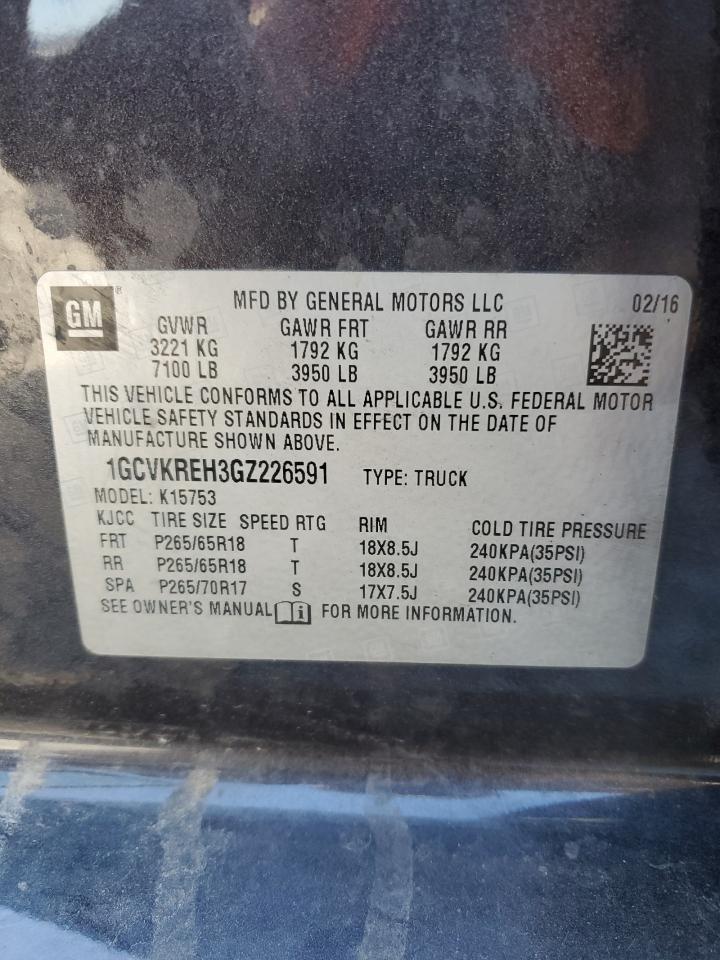 GM ® MFD BY GENERAL MOTORS LLC 02/16
GVWR GAWR FRT GAWR RR
3221 KG 1792 KG 1792 KG
7100 LB 3950 LB 3950 LB
THIS VEHICLE CONFORMS TO ALL APPLICABLE U.S. FEDERAL MOTOR
VEHICLE SAFETY STANDARDS IN EFFECT ON THE DATE OF
MANUFACTURE SHOWN ABOVE.
1GCVKREH3GZ226591 TYPE: TRUCK
MODEL: K15753
KJCC TIRE SIZE SPEED RTG RIM COLD TIRE PRESSURE
FRT P265/65R18 T 18X8.5J 240KPA(35PSI)
RR P265/65R18 T 18X8.5J 240KPA(35PSI)
SPA P265/70R17 S 17X7.5J 240KPA(35PSI)
SEE OWNER'S MANUAL i FOR MORE INFORMATION.